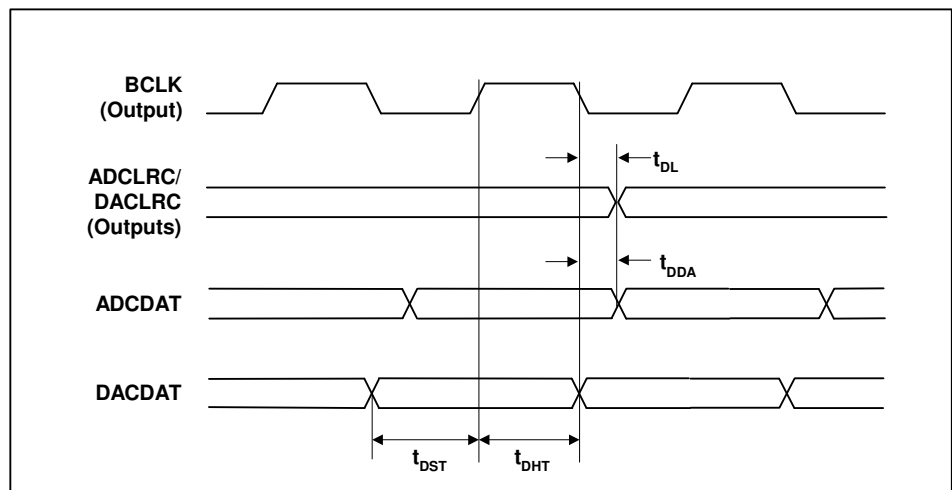 BCLK
(Output)
t_DL
ADCLRC/
DACLRC
(Outputs)
t_DDA
ADCDAT
DACDAT
t_DST
t_DHT